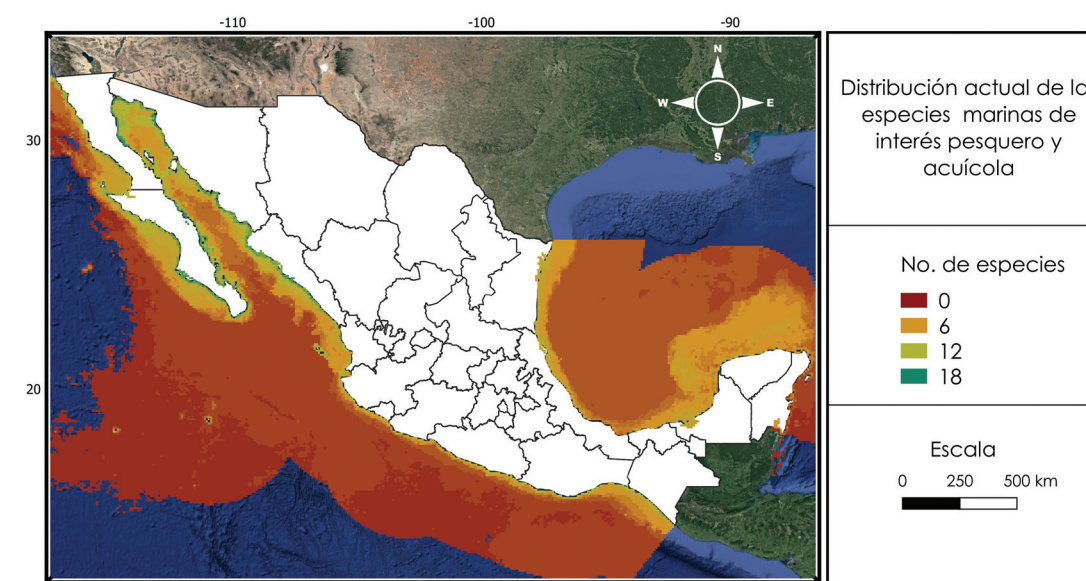 -110 -100 -90
30
20
N
W E
S
Distribución actual de la
especies marinas de
interés pesquero y
acuícola
No. de especies
0
6
12
18
Escala
0 250 500 km